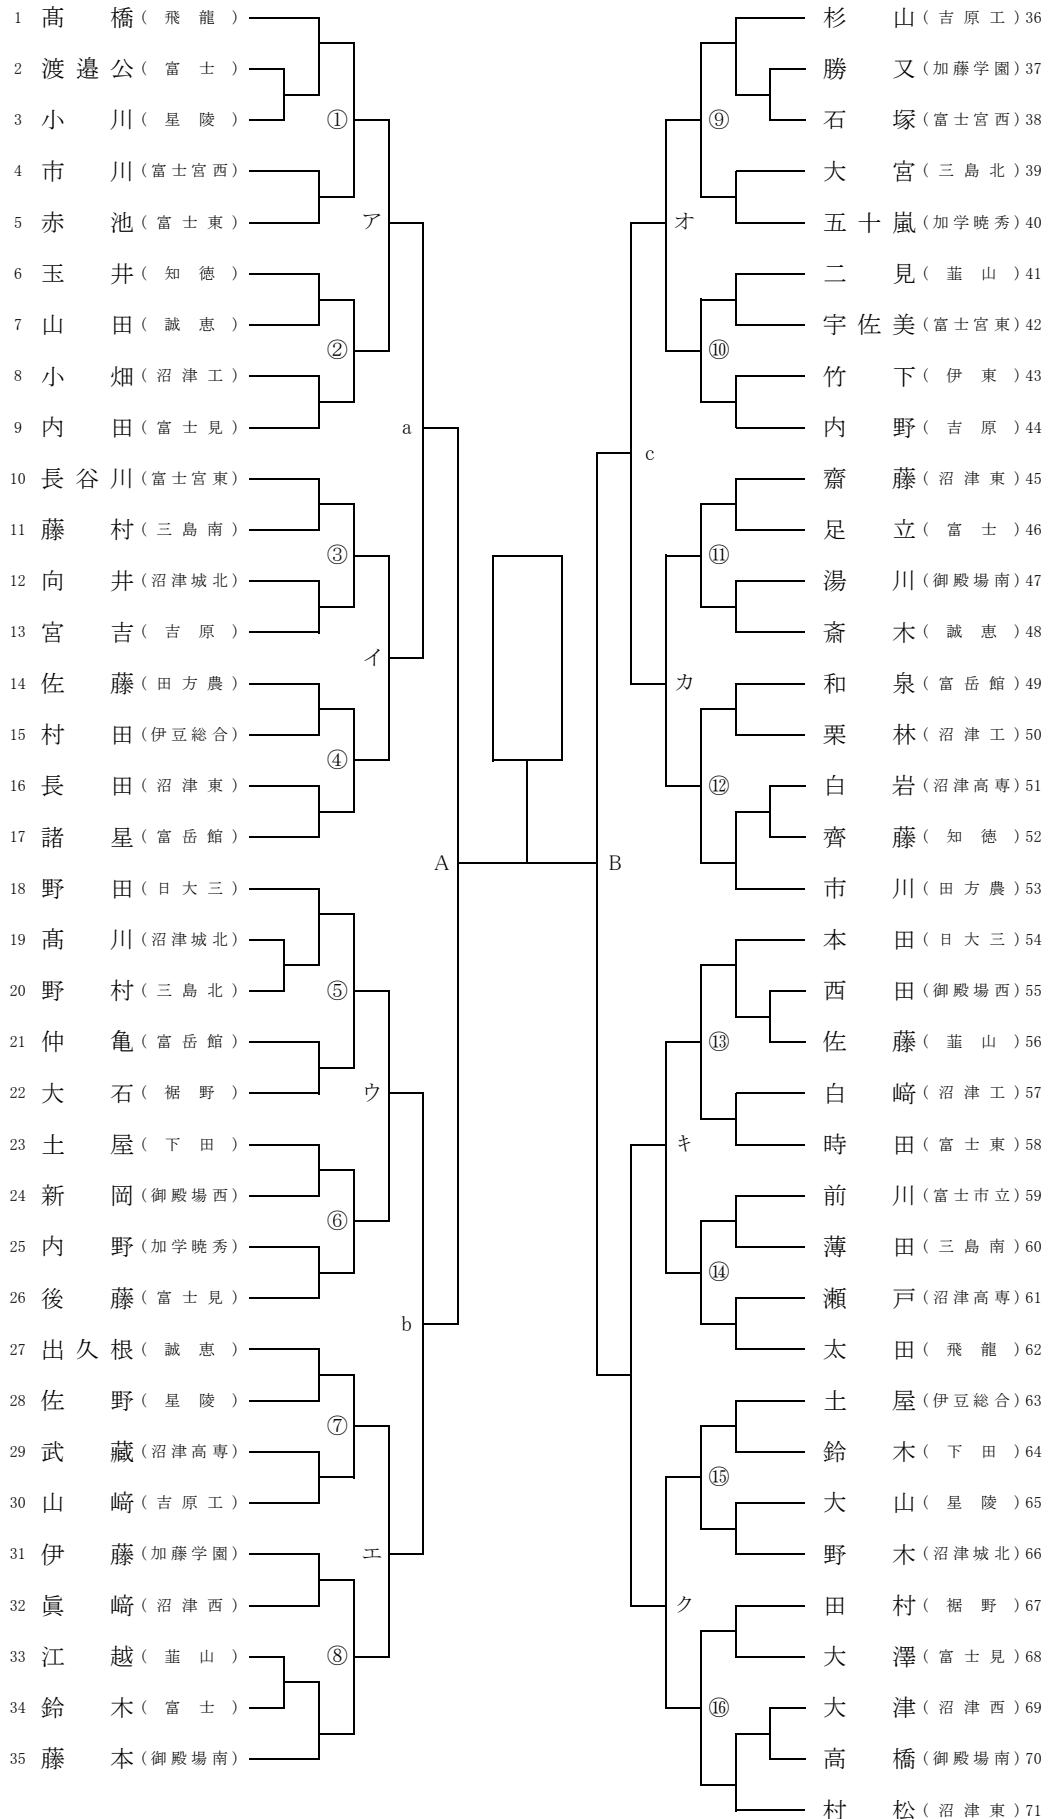 1 髙橋（飛龍）
2 渡邉公（富士）
3 小川（星陵）
①
4 市川（富士宮西）
5 赤池（富士東）
ア
6 玉井（知徳）
7 山田（誠恵）
②
8 小畑（沼津工）
9 内田（富士見）
a
10 長谷川（富士宮東）
11 藤村（三島南）
③
12 向井（沼津城北）
13 宮吉（吉原）
イ
14 佐藤（田方農）
15 村田（伊豆総合）
④
16 長田（沼津東）
17 諸星（富岳館）
A
18 野田（日大三）
19 髙川（沼津城北）
20 野村（三島北）
⑤
21 仲亀（富岳館）
22 大石（裾野）
ウ
23 土屋（下田）
24 新岡（御殿場西）
⑥
25 内野（加学暁秀）
26 後藤（富士見）
b
27 出久根（誠恵）
28 佐野（星陵）
⑦
29 武藏（沼津高専）
30 山﨑（吉原工）
エ
31 伊藤（加藤学園）
32 眞﨑（沼津西）
33 江越（韮山）
⑧
34 鈴木（富士）
35 藤本（御殿場南）
杉山（吉原工）36
勝又（加藤学園）37
石塚（富士宮西）38
⑨
大宮（三島北）39
五十嵐（加学暁秀）40
オ
二見（韮山）41
宇佐美（富士宮東）42
⑩
竹下（伊東）43
内野（吉原）44
c
齋藤（沼津東）45
足立（富士）46
⑪
湯川（御殿場南）47
斎木（誠恵）48
カ
和泉（富岳館）49
栗林（沼津工）50
⑫
白岩（沼津高専）51
齊藤（知徳）52
B
市川（田方農）53
本田（日大三）54
西田（御殿場西）55
佐藤（韮山）56
⑬
白﨑（沼津工）57
時田（富士東）58
キ
前川（富士市立）59
薄田（三島南）60
⑭
瀬戸（沼津高専）61
太田（飛龍）62
土屋（伊豆総合）63
鈴木（下田）64
⑮
大山（星陵）65
野木（沼津城北）66
ク
田村（裾野）67
大澤（富士見）68
⑯
大津（沼津西）69
高橋（御殿場南）70
村松（沼津東）71